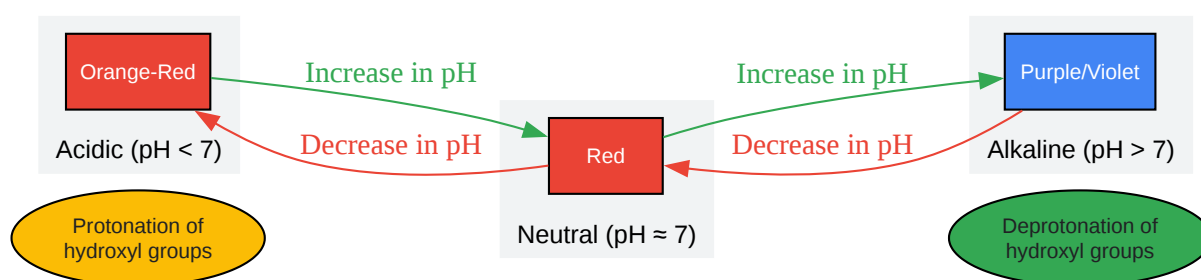 Orange-Red
Acidic (pH < 7)
Increase in pH
Decrease in pH
Red
Neutral (pH ≈ 7)
Increase in pH
Decrease in pH
Purple/Violet
Alkaline (pH > 7)
Protonation of
hydroxyl groups
Deprotonation of
hydroxyl groups